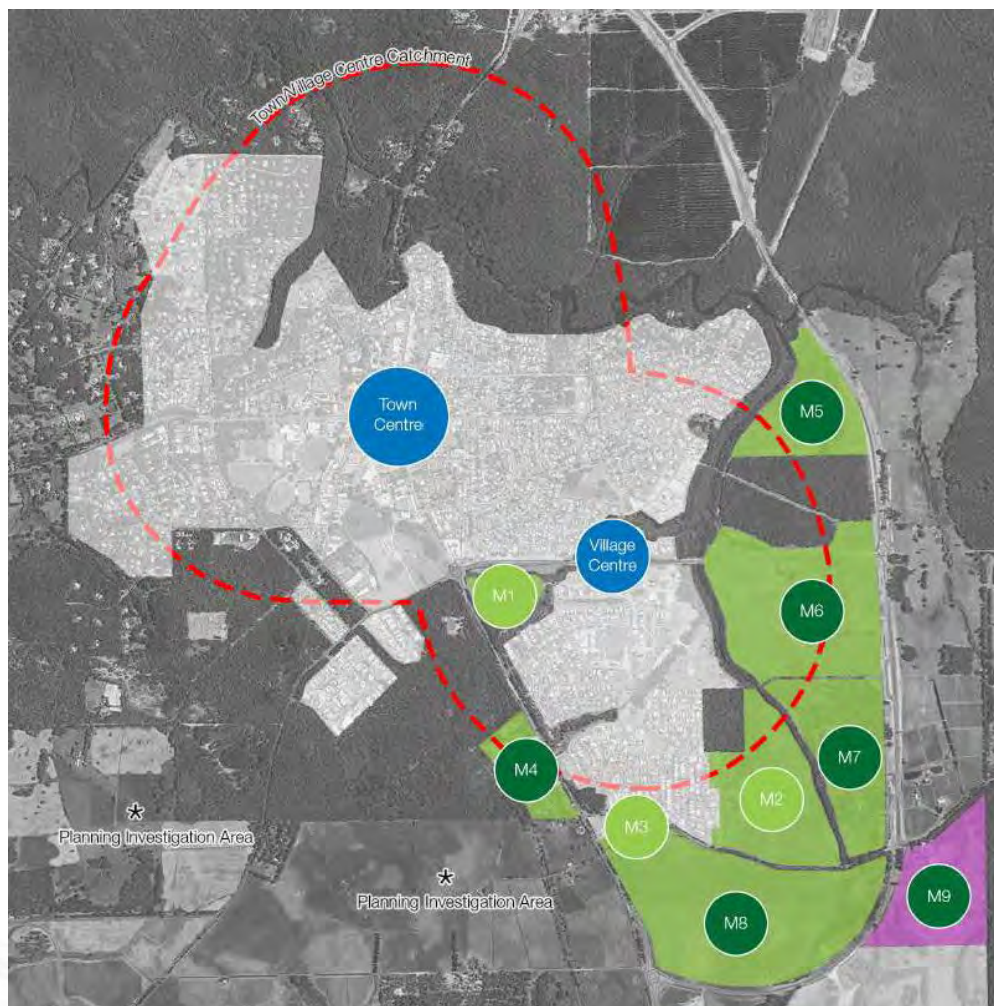 Town/Village Centre Catchment
Town
Centre
M5
Village
Centre
M1
M6
M4
M7
M2
M3
*
Planning Investigation Area
*
Planning Investigation Area
M8
M9